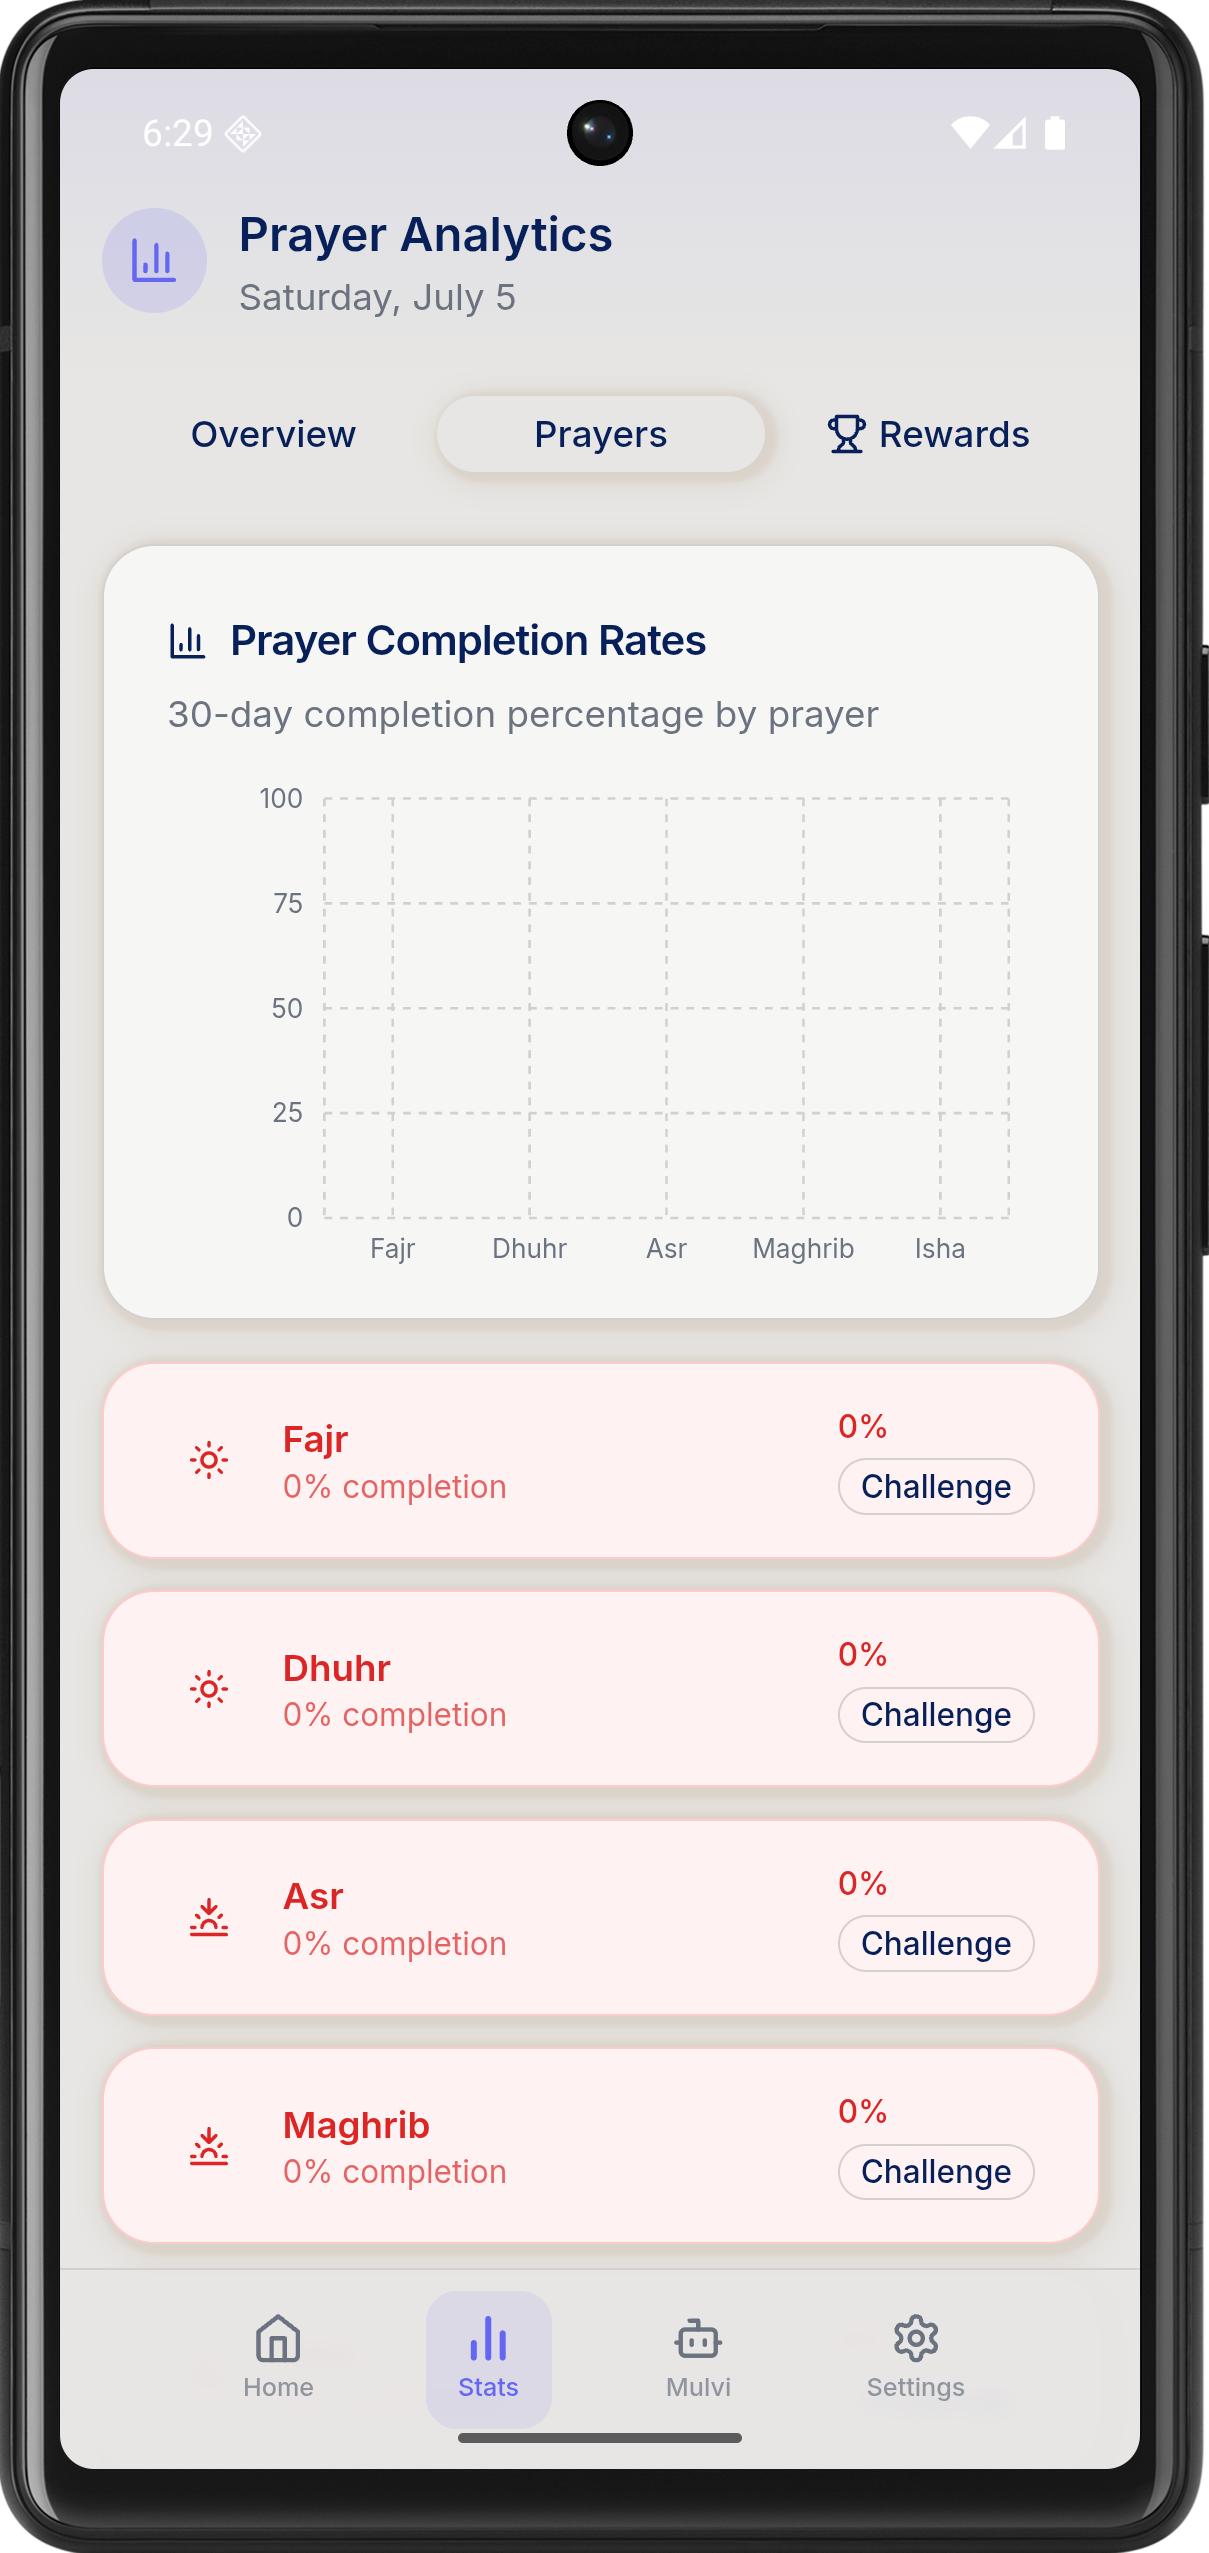 6:29
Prayer Analytics
Saturday, July 5
Overview
Prayers
Rewards
Prayer Completion Rates
30-day completion percentage by prayer
100
75
50
25
0
Fajr Dhuhr Asr Maghrib Isha
Fajr
0% completion
0%
Challenge
Dhuhr
0% completion
0%
Challenge
Asr
0% completion
0%
Challenge
Maghrib
0% completion
0%
Challenge
Home
Stats
Mulvi
Settings